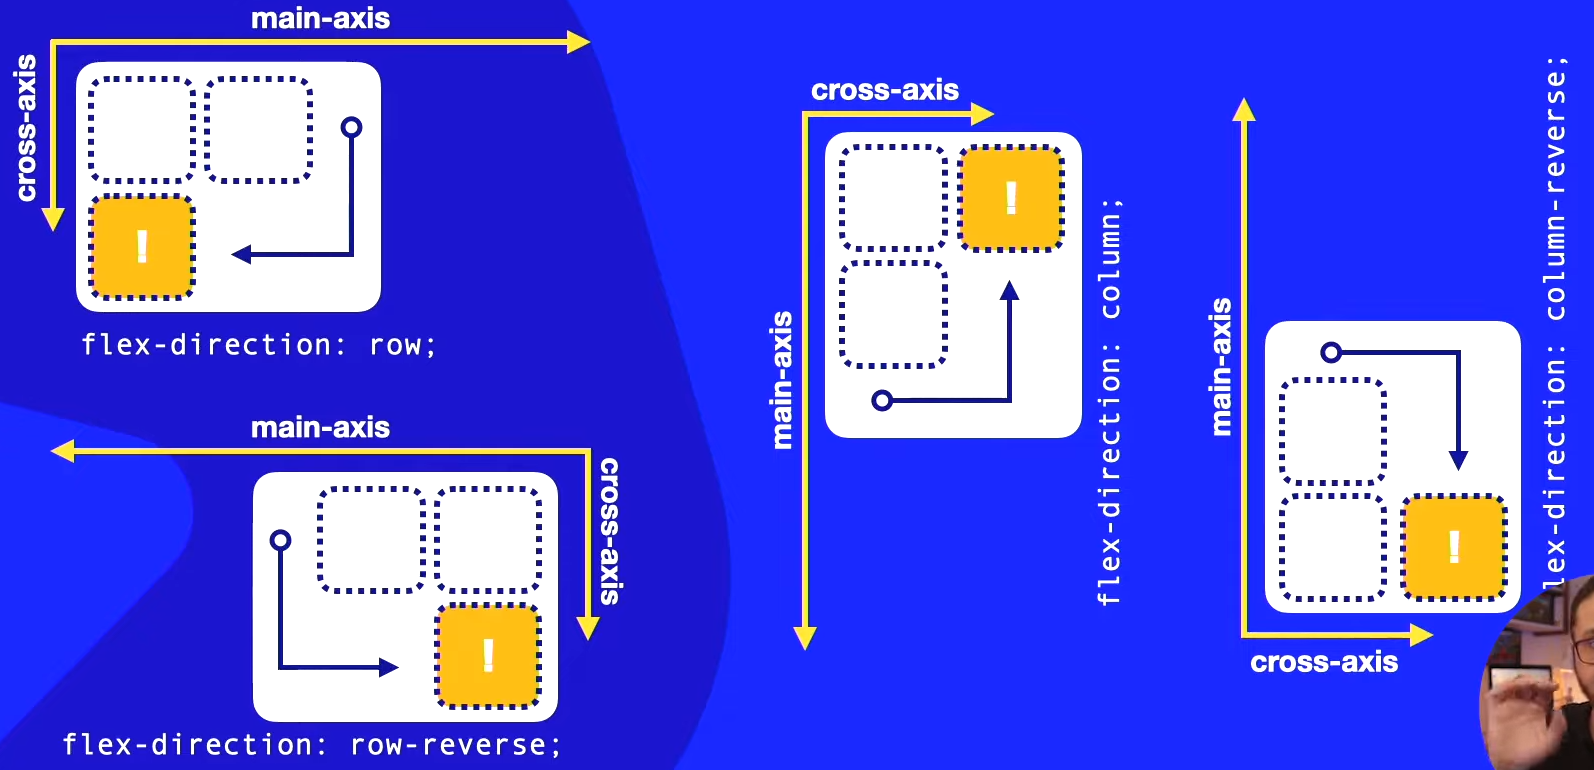 main-axis
cross-axis
!
flex-direction: row;
main-axis
cross-axis
!
flex-direction: row-reverse;
cross-axis
main-axis
!
flex-direction: column;
main-axis
!
cross-axis
flex-direction: column-reverse;